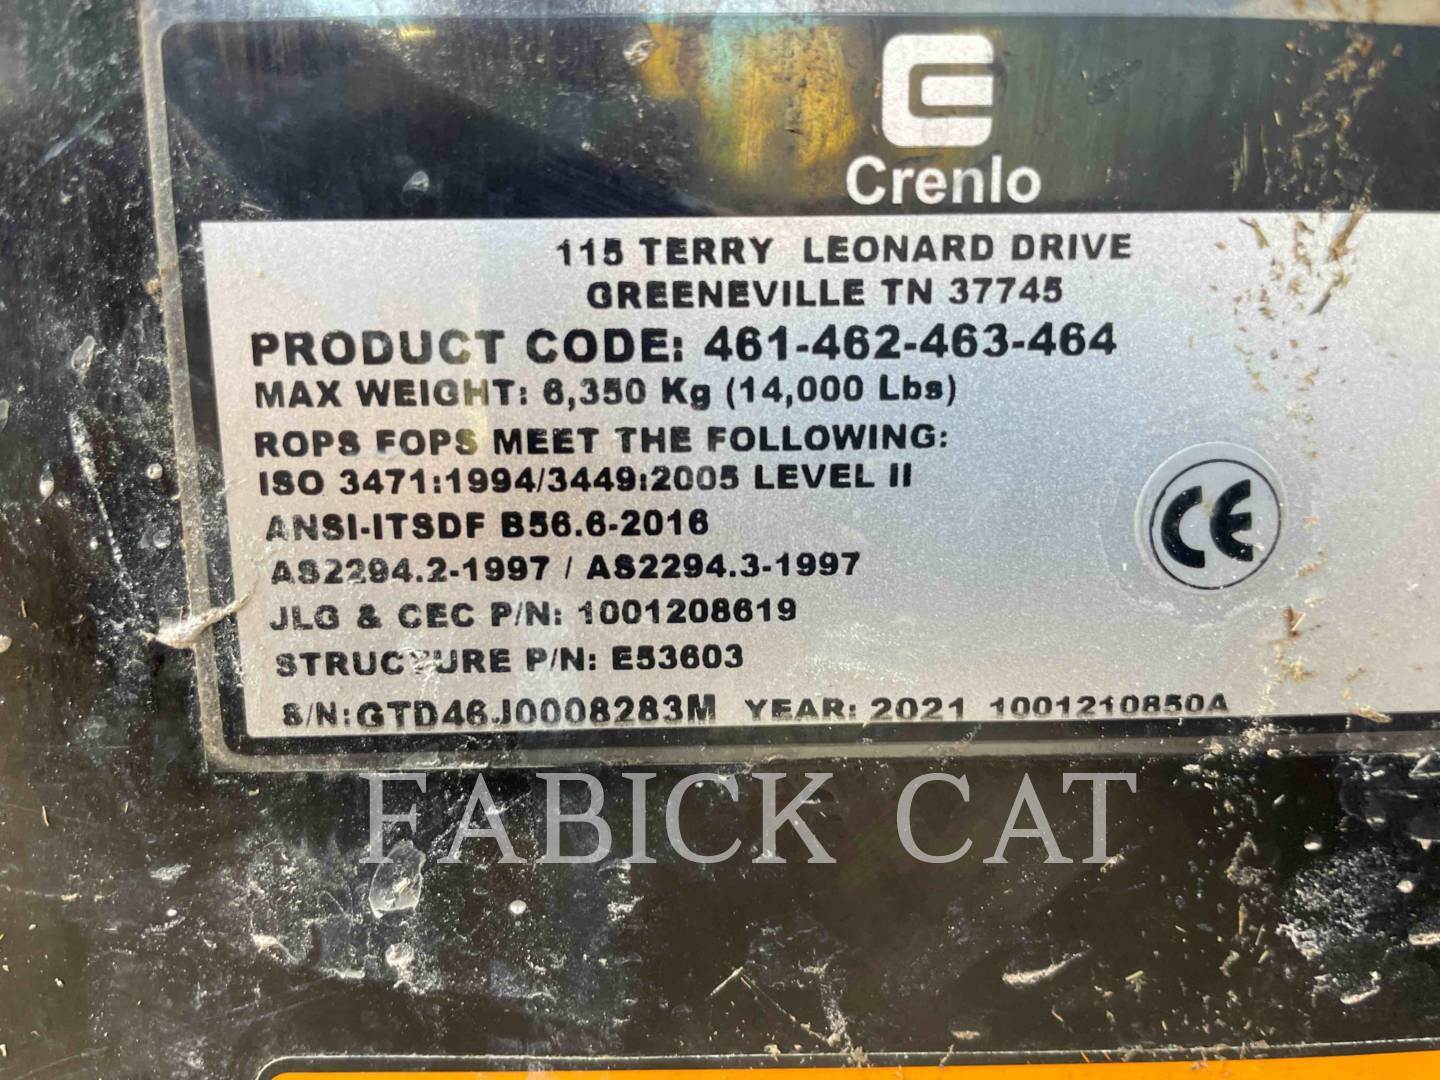 Crenlo
115 TERRY LEONARD DRIVE
GREENEVILLE TN 37745
PRODUCT CODE: 461-462-463-464
MAX WEIGHT: 6,350 Kg (14,000 Lbs)
ROPS FOPS MEET THE FOLLOWING:
ISO 3471:1994/3449:2005 LEVEL II
ANSI-ITSDF B56.6-2016
AS2294.2-1997 / AS2294.3-1997
CE
JLG & CEC P/N: 1001208619
STRUCTURE P/N: E53603
S/N:GTD46J0008283M YEAR: 2021 1001210850A
FABICK CAT